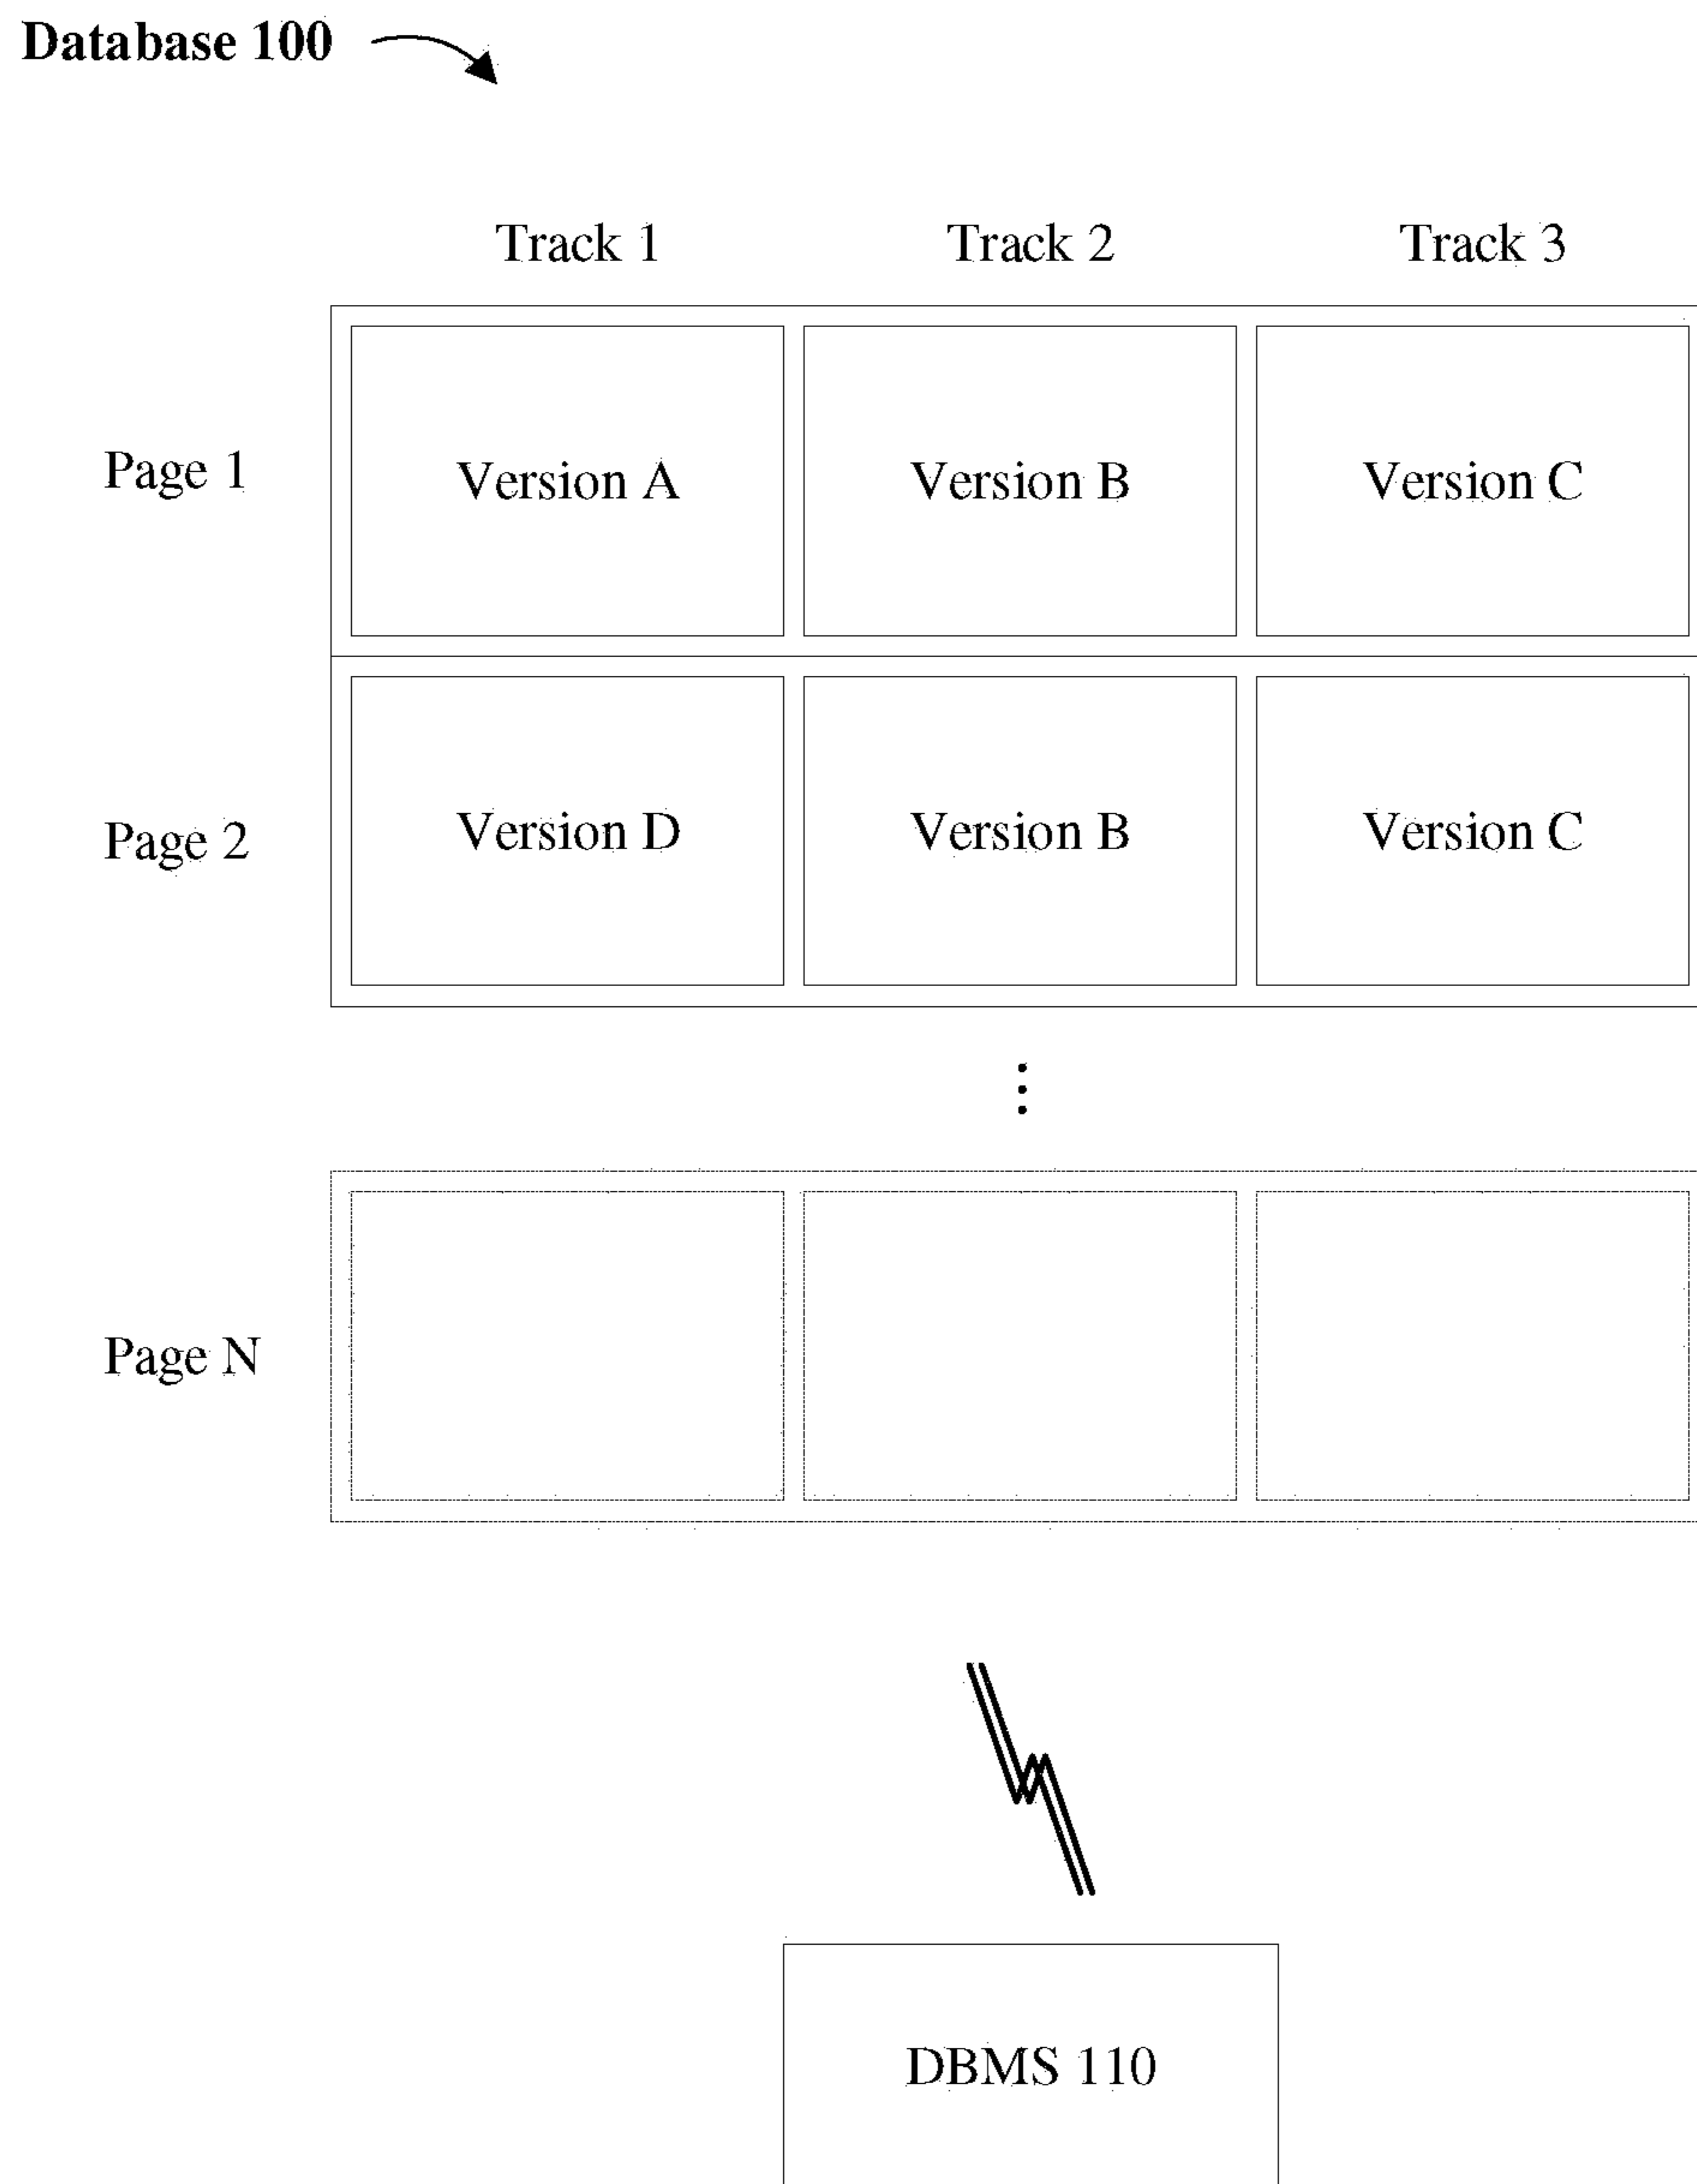 Database 100
Track 1 Track 2 Track 3
Page 1 Version A Version B Version C
Page 2 Version D Version B Version C
Page N
DBMS 110